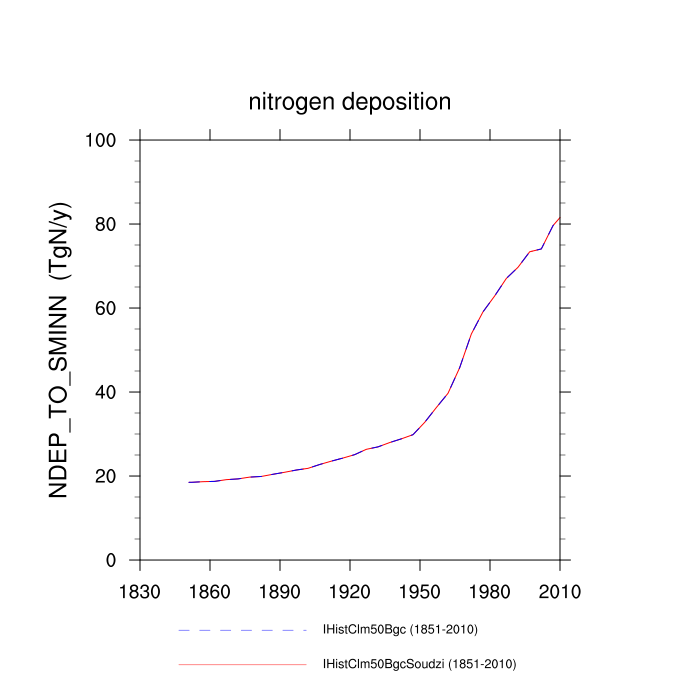 nitrogen deposition
NDEP_TO_SMINN (TgN/y)
100
80
60
40
20
0
1830 1860 1890 1920 1950 1980 2010
IHistClm50Bgc (1851-2010)
IHistClm50BgcSoudzi (1851-2010)